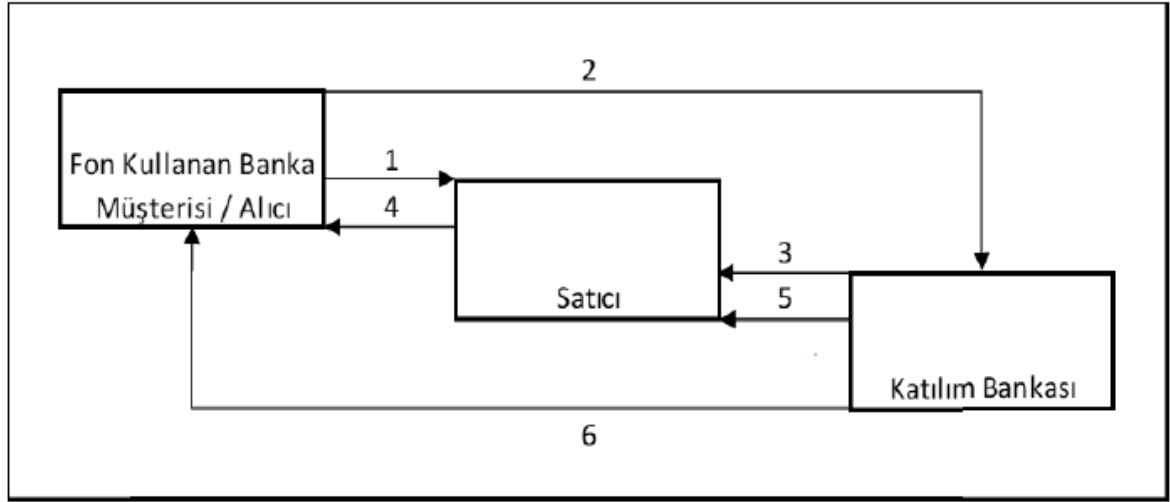 2
Fon Kullanan Banka
Müşterisi / Alıcı
1
4
Satıcı
3
5
Katılım Bankası
6